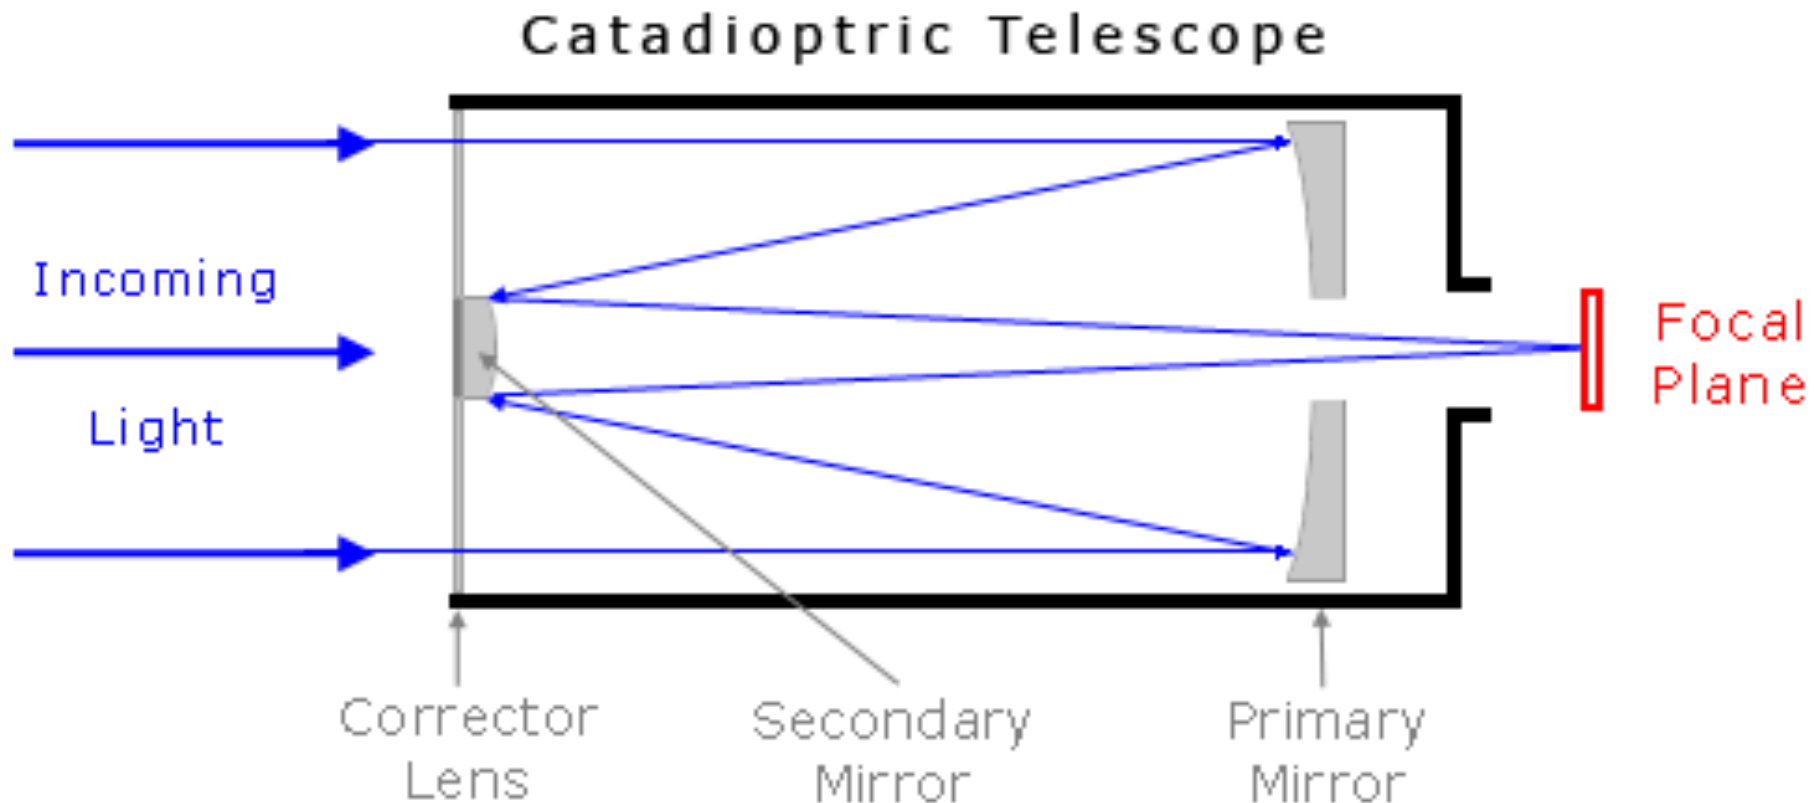 Catadioptric Telescope
Incoming
Light
Focal
Plane
Corrector
Lens
Secondary
Mirror
Primary
Mirror